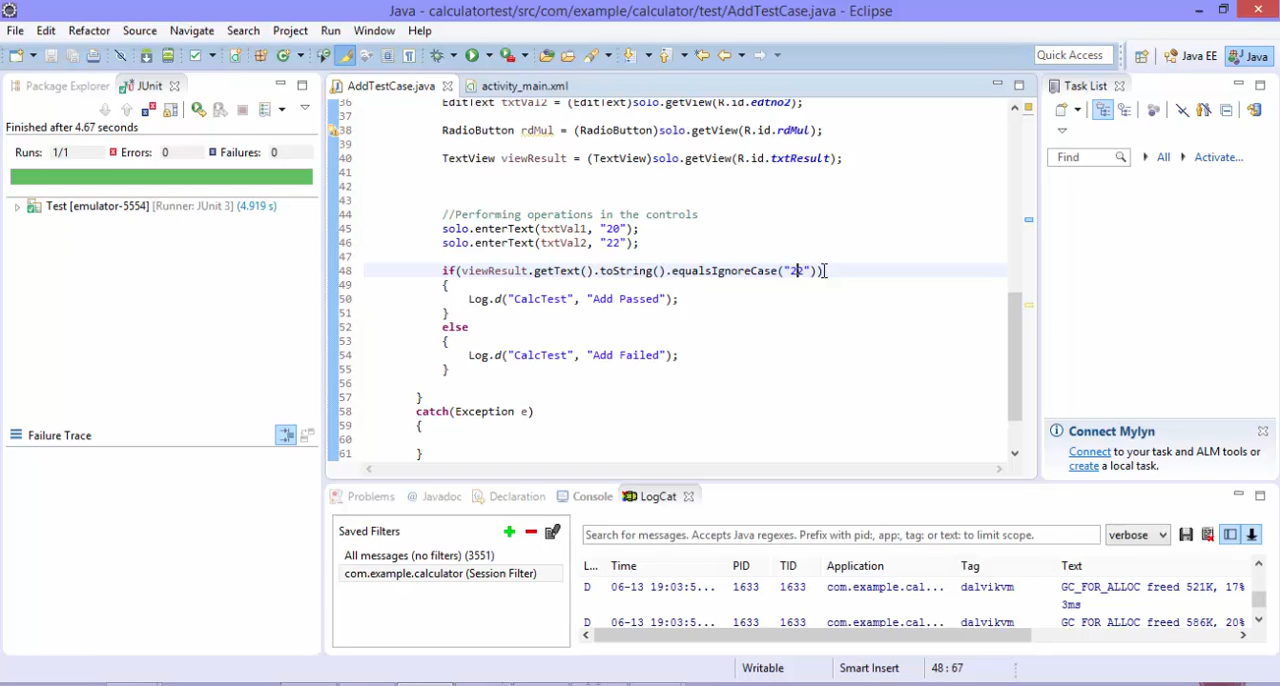 Java - calculatortest/src/com/example/calculator/test/AddTestCase.java - Eclipse
File Edit Refactor Source Navigate Search Project Run Window Help
Quick Access Java EE Java
Package Explorer JUnit
Finished after 4.67 seconds
Runs: 1/1 Errors: 0 Failures: 0
Test [emulator-5554] [Runner: JUnit 3] (4.919 s)
Failure Trace
AddTestCase.java activity_main.xml
36 EditText txtVal2 = (EditText)solo.getView(R.id.edtno2);
37
38 RadioButton rdMul = (RadioButton)solo.getView(R.id.rdMul);
39
40 TextView viewResult = (TextView)solo.getView(R.id.txtResult);
41
42
43
44 //Performing operations in the controls
45 solo.enterText(txtVal1, "20");
46 solo.enterText(txtVal2, "22");
47
48 if(viewResult.getText().toString().equalsIgnoreCase("22"))
49 {
50 Log.d("CalcTest", "Add Passed");
51 }
52 else
53 {
54 Log.d("CalcTest", "Add Failed");
55 }
56
57 }
58 catch(Exception e)
59 {
60
61 }
Task List
Find All Activate...
Connect Mylyn
Connect to your task and ALM tools or
create a local task.
Problems Javadoc Declaration Console LogCat
Saved Filters
All messages (no filters) (3551)
com.example.calculator (Session Filter)
Search for messages. Accepts Java regexes. Prefix with pid:, app:, tag: or text: to limit scope. verbose
L... Time PID TID Application Tag Text
D 06-13 19:03:5... 1633 1633 com.example.cal... dalvikvm GC_FOR_ALLOC freed 521K, 17%
3ms
D 06-13 19:03:5... 1633 1633 com.example.cal... dalvikvm GC FOR ALLOC freed 586K, 20%
Writable Smart Insert 48 : 67